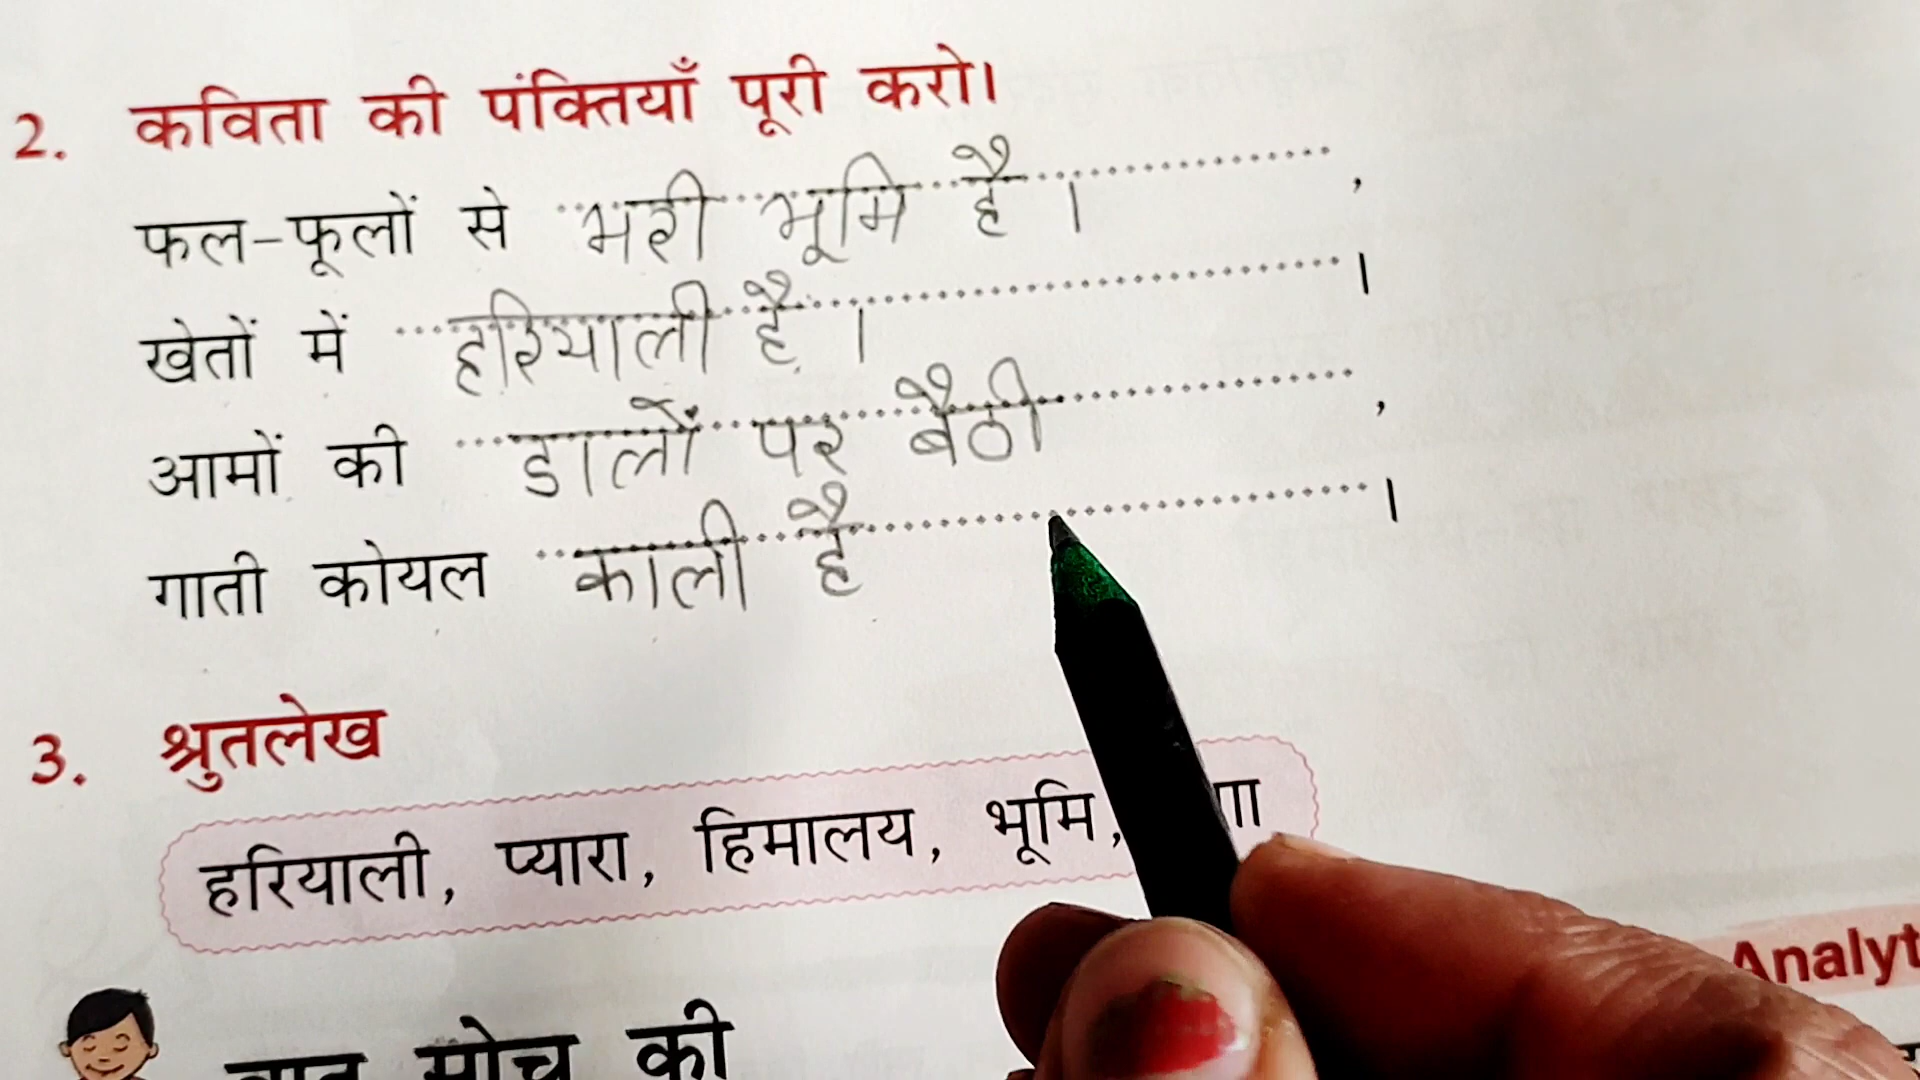 2. कविता की पंक्तियाँ पूरी करो।
फल-फूलों से भरी भूमि है । ,
खेतों में हरियाली है । ।
आमों की डालों पर बैठी ,
गाती कोयल काली है ।
3. श्रुतलेख
हरियाली, प्यारा, हिमालय, भूमि,
Analyt
की